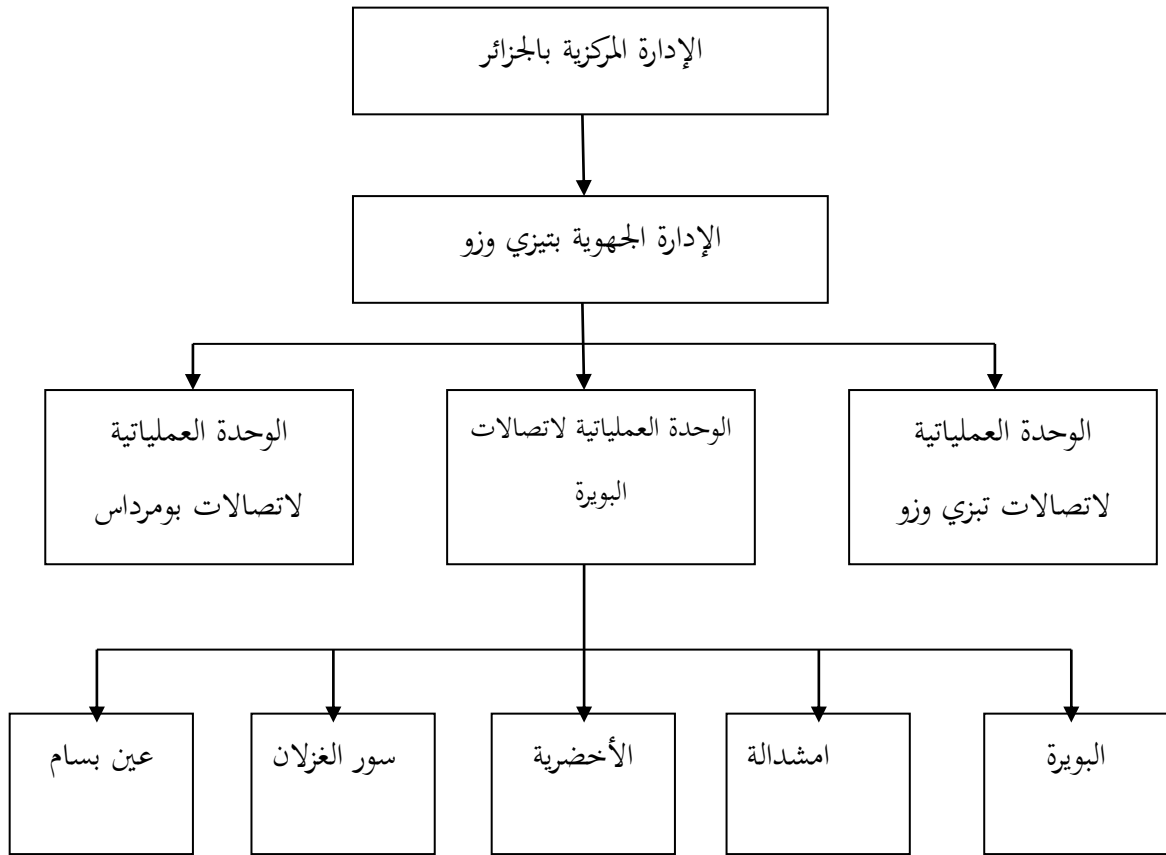 الإدارة المركزية بالجزائر
الإدارة الجهوية بتيزي وزو
الوحدة العملياتية
لاتصالات تبزي وزو
الوحدة العملياتية لاتصالات
البويرة
الوحدة العملياتية
لاتصالات بومرداس
البويرة
امشدالة
الأخضرية
سور الغزلان
عين بسام